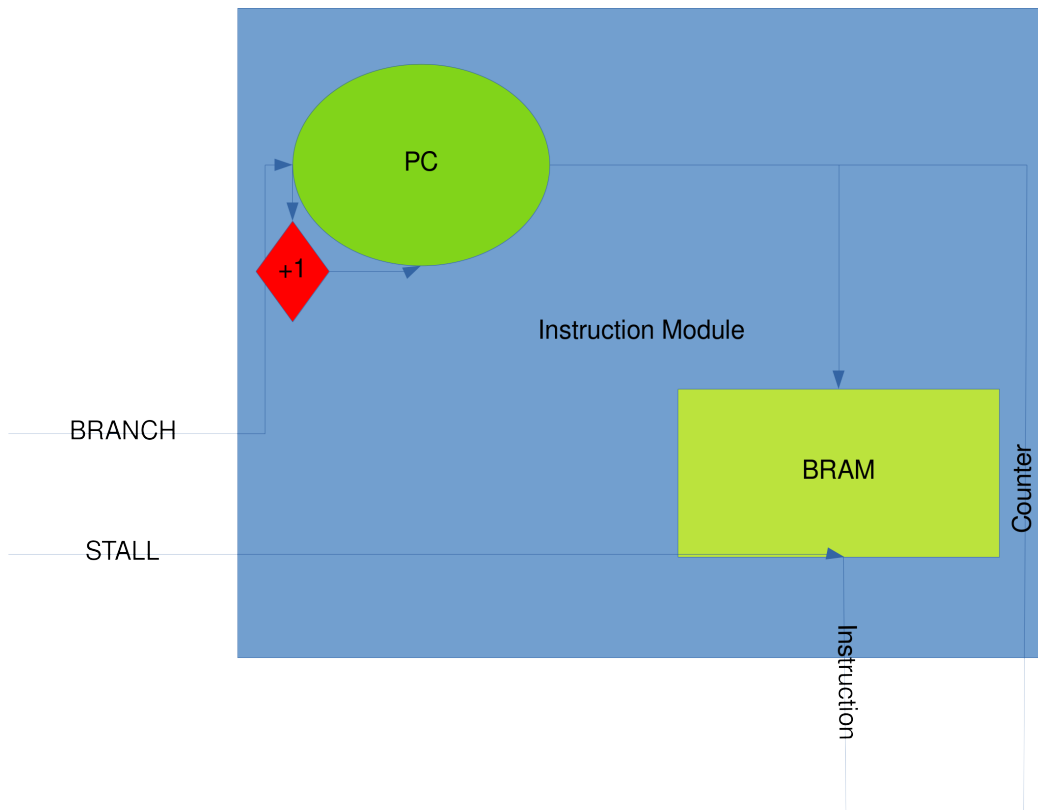 PC
+1
Instruction Module
BRANCH
BRAM
Counter
STALL
Instruction